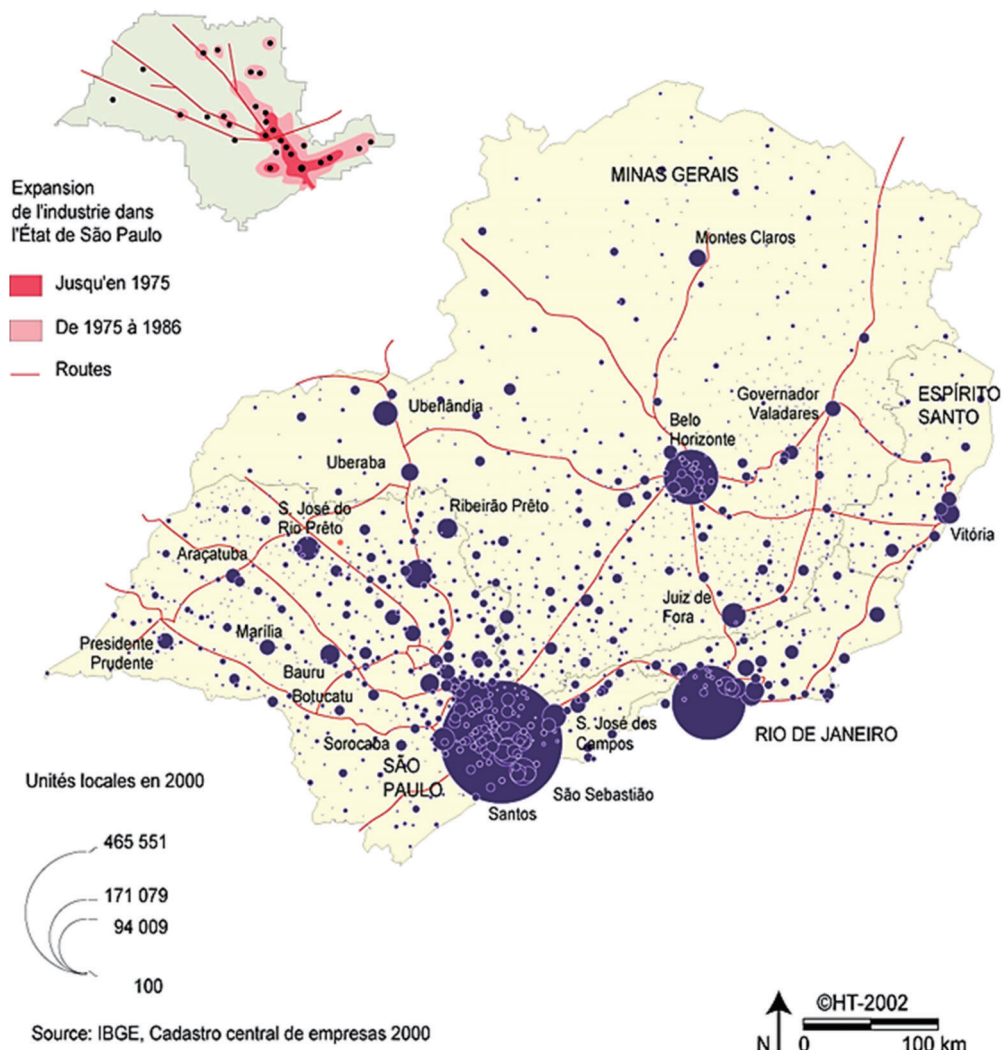 Expansion
de l'industrie dans
l'État de São Paulo
Jusqu'en 1975
De 1975 à 1986
Routes
MINAS GERAIS
Montes Claros
ESPÍRITO
SANTO
Governador
Valadares
Belo
Horizonte
Uberlândia
Uberaba
Ribeirão Prêto
S. José do
Rio Prêto
Araçatuba
Vitória
Juiz de
Fora
Marília
Presidente
Prudente
Bauru
Botucatu
Sorocaba
SÃO
PAULO
S. José dos
Campos
RIO DE JANEIRO
São Sebastião
Santos
Unités locales en 2000
465 551
171 079
94 009
100
Source: IBGE, Cadastro central de empresas 2000
©HT-2002
N
0 100 km